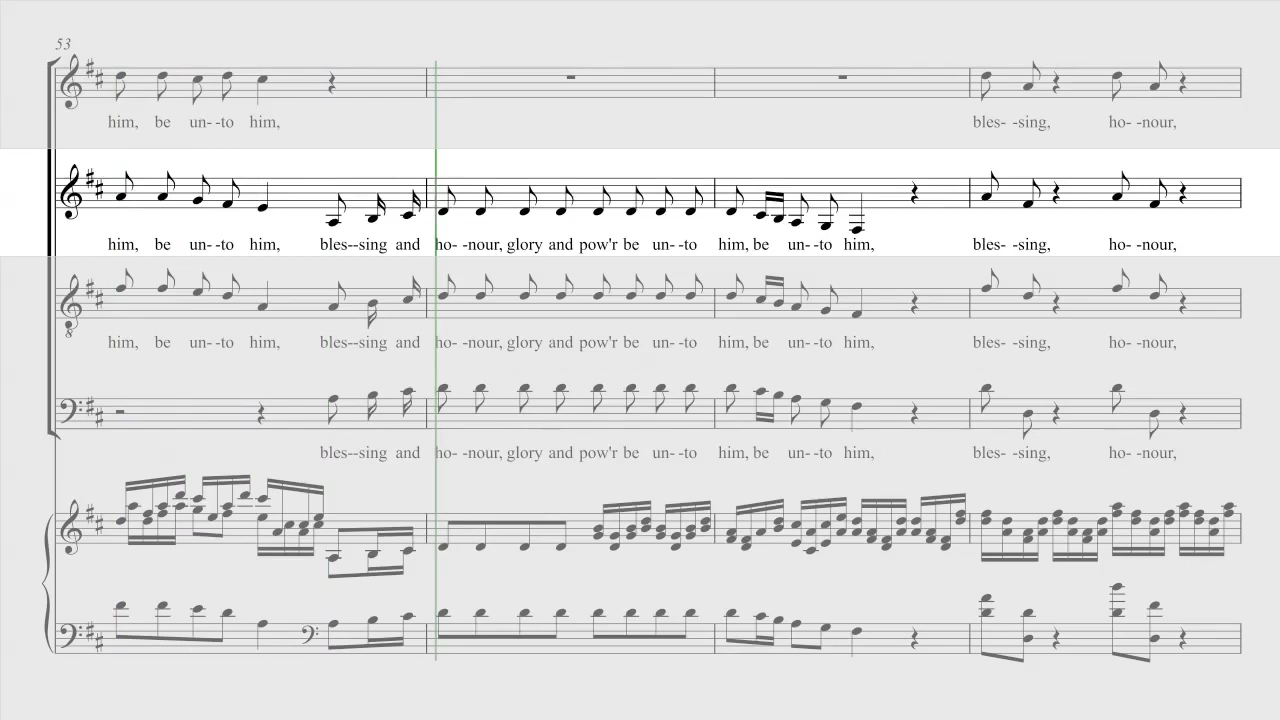 53
him, be un- -to him, bles- -sing, ho- -nour,
him, be un- -to him, bles--sing and ho- -nour, glory and pow'r be un- -to him, be un- -to him, bles- -sing, ho- -nour,
8
him, be un- -to him, bles--sing and ho- -nour, glory and pow'r be un- -to him, be un- -to him, bles- -sing, ho- -nour,
bles--sing and ho- -nour, glory and pow'r be un- -to him, be un- -to him, bles- -sing, ho- -nour,